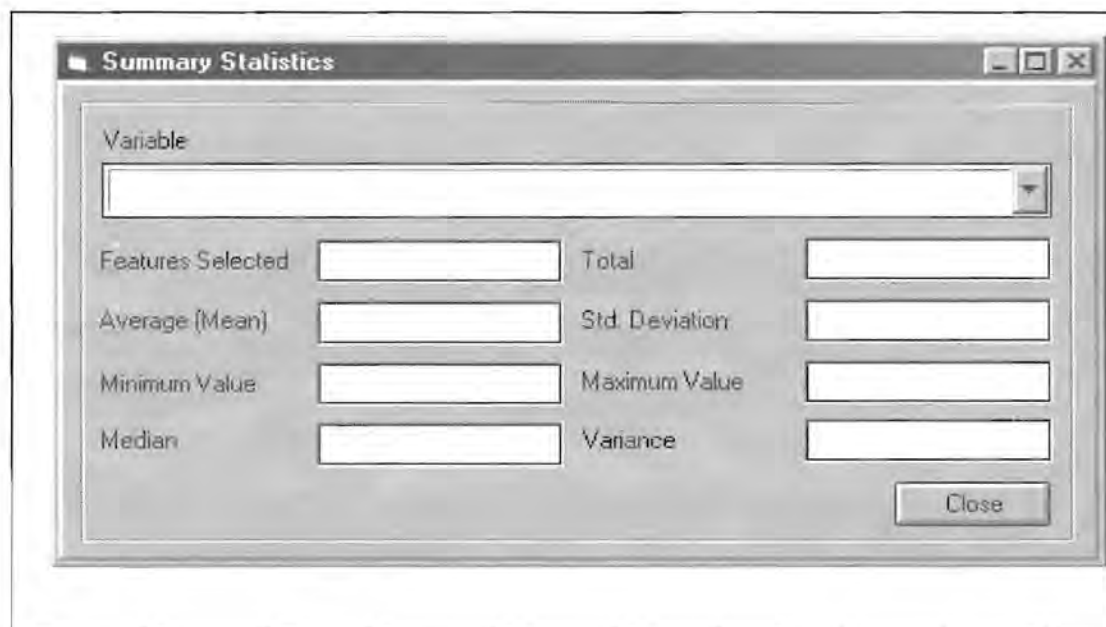 Summary Statistics
Variable
Features Selected
Total
Average (Mean)
Std. Deviation
Minimum Value
Maximum Value
Median
Variance
Close